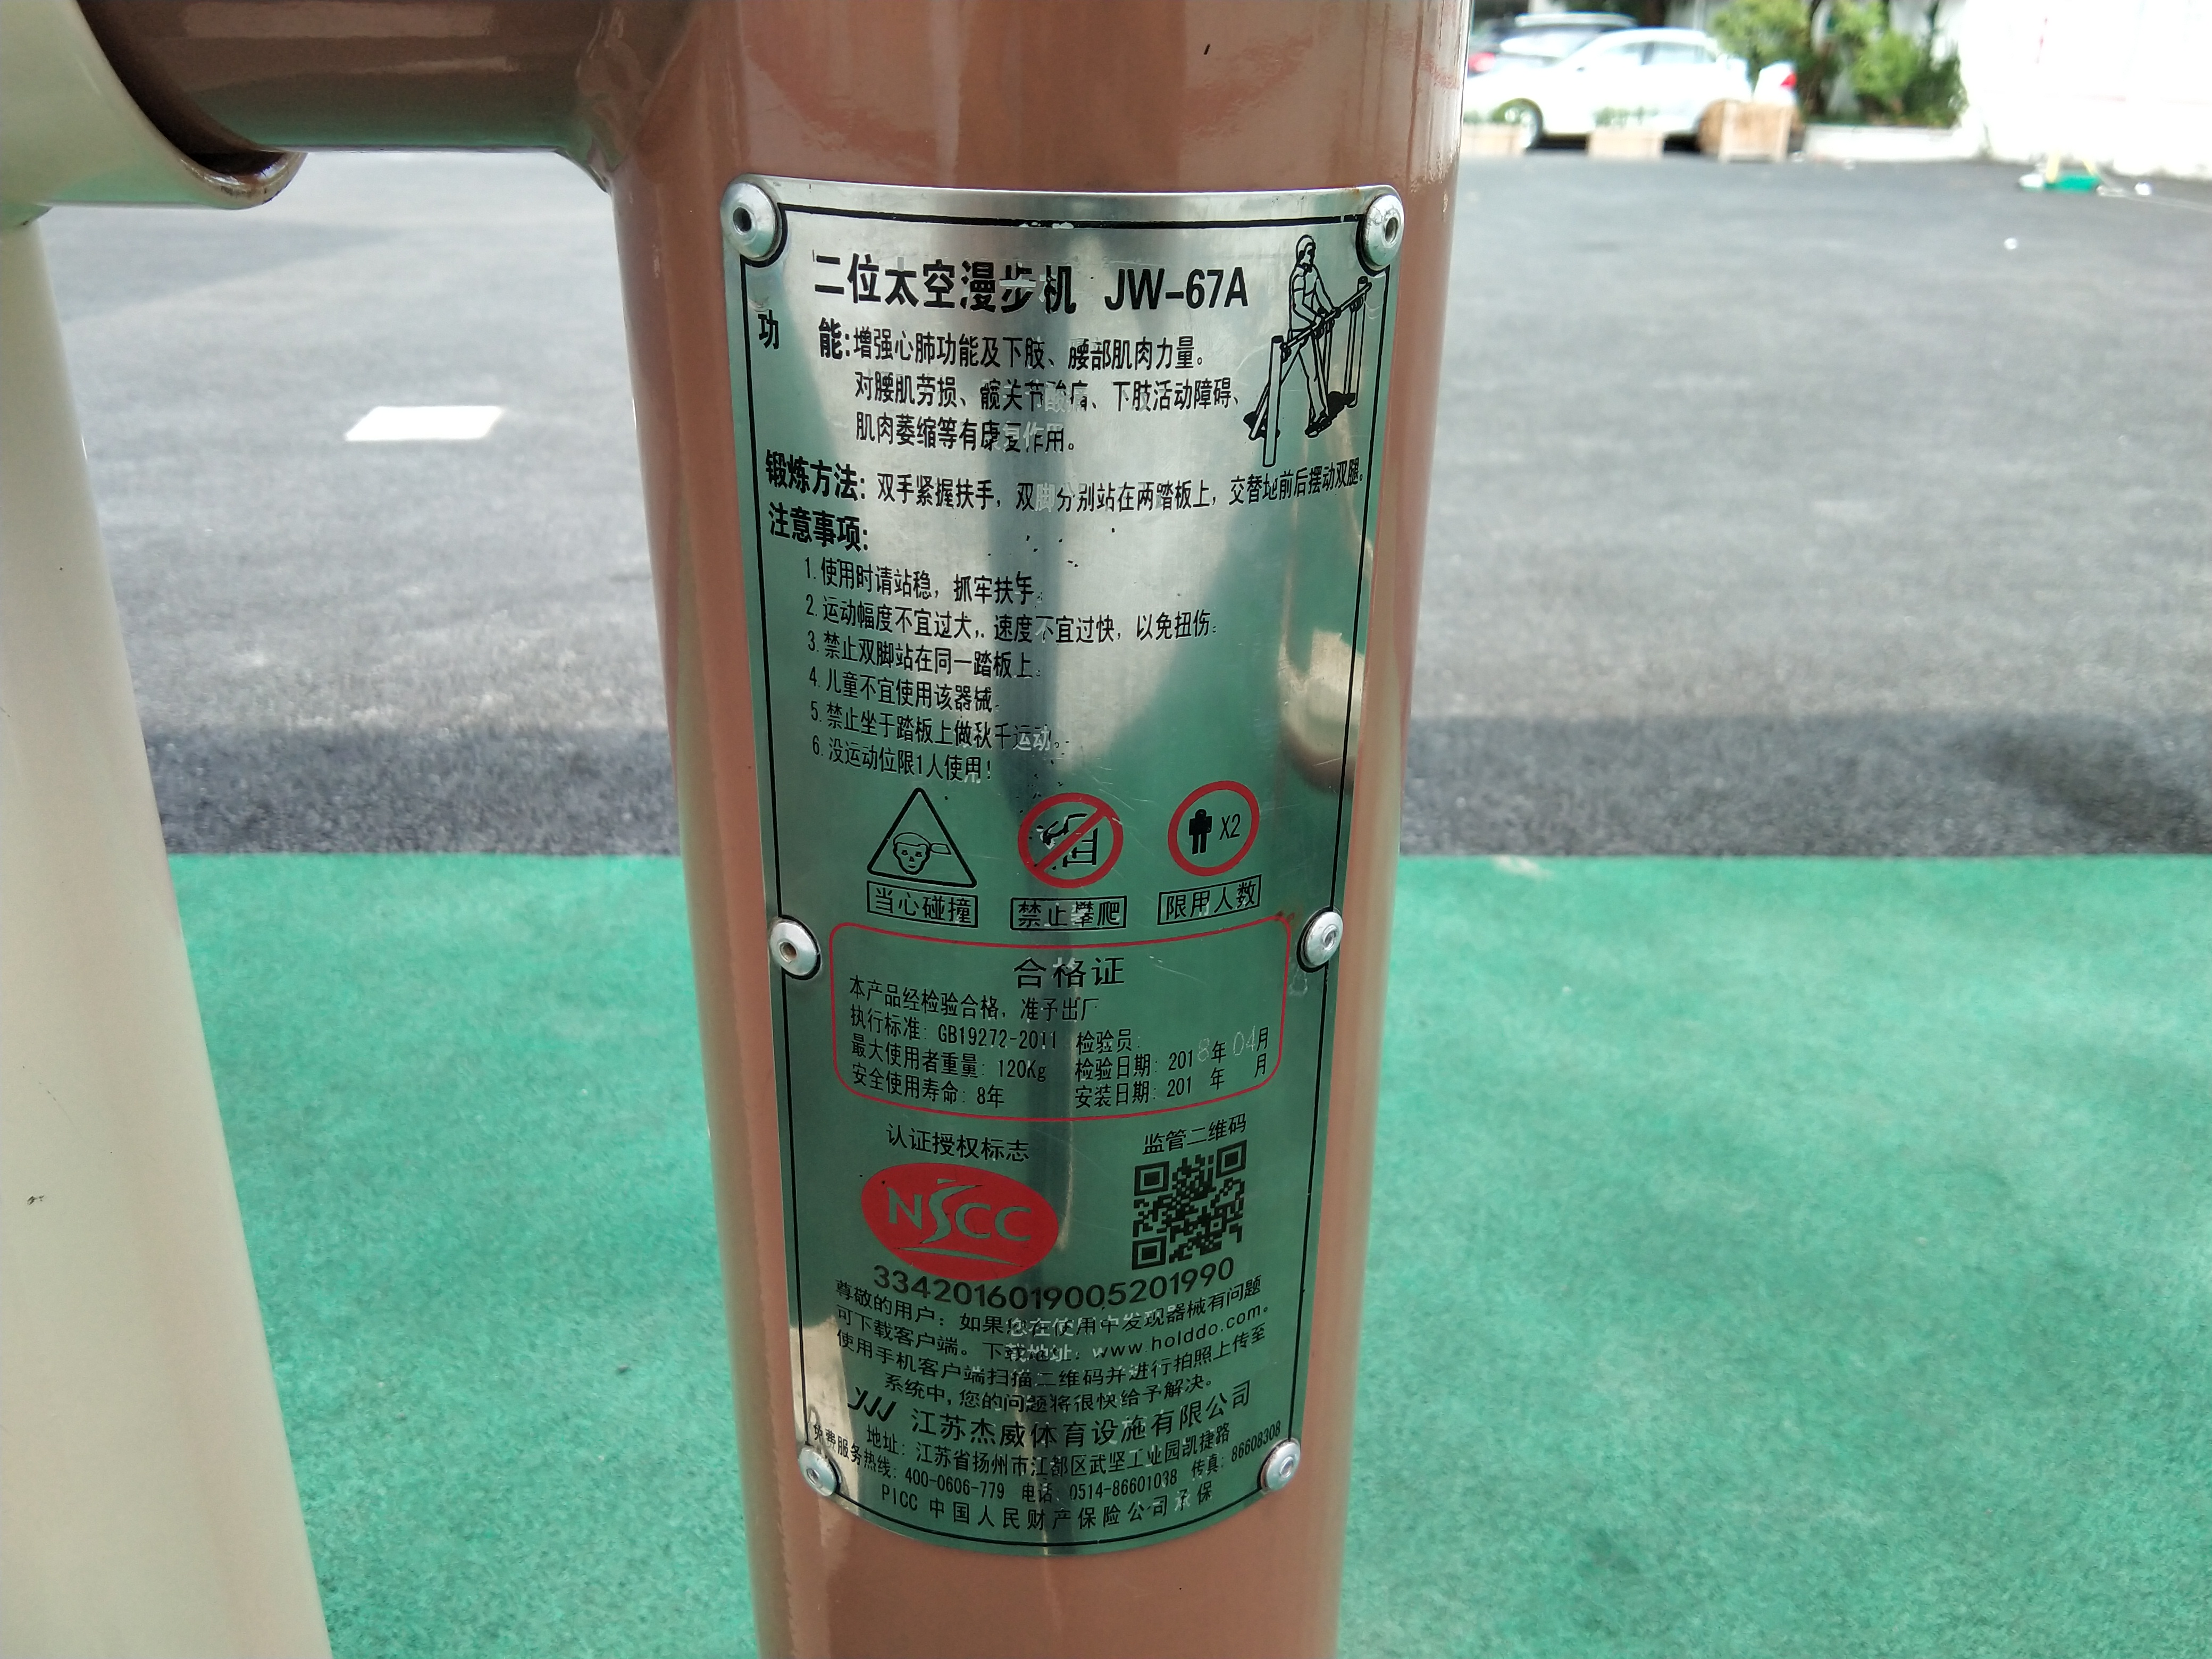 二位太空漫步机 JW-67A
功 能:增强心肺功能及下肢、腰部肌肉力量。
对腰肌劳损、髋关节酸痛、下肢活动障碍、
肌肉萎缩等有康复作用。
锻炼方法:双手紧握扶手,双脚分别站在两踏板上,交替地前后摆动双腿。
注意事项:
1.使用时请站稳,抓牢扶手。
2.运动幅度不宜过大,速度不宜过快,以免扭伤。
3.禁止双脚站在同一踏板上。
4.儿童不宜使用该器械
5.禁止坐于踏板上做秋千运动。
6.没运动位限1人使用!
X2
当心碰撞 禁止攀爬 限用人数
合格证
本产品经检验合格,准予出厂
执行标准: GB19272-2011 检验员:
最大使用者重量: 120Kg 检验日期: 2018年04月
安全使用寿命: 8年 安装日期: 201 年 月
认证授权标志 监管二维码
NSCC
3342016019005201990
尊敬的用户:如果您在使用中发现器械有问题
可下载客户端。下载地址:www.holddo.com。
使用手机客户端扫描二维码并进行拍照上传至
系统中,您的问题将很快给予解决。
JW 江苏杰威体育设施有限公司
地址:江苏省扬州市江都区武坚工业园凯捷路
免费服务热线: 400-0606-779 电话: 0514-86601038 传真: 86608308
PICC 中国人民财产保险公司承保